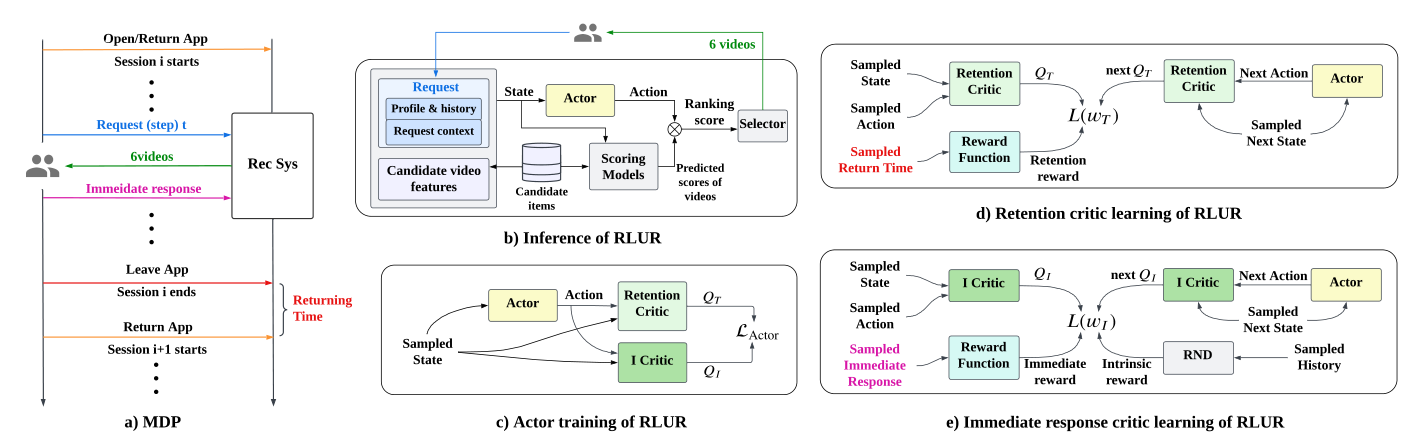 Open/Return App
Session i starts
Request (step) t
6videos
Rec Sys
Immeidate response
Leave App
Session i ends
Returning
Time
Return App
Session i+1 starts
a) MDP
6 videos
Request
Profile & history
Request context
Candidate video
features
State
Actor
Action
Ranking
score
Selector
Candidate
items
Scoring
Models
Predicted
scores of
videos
b) Inference of RLUR
Sampled
State
Actor
Action
Retention
Critic
I Critic
Q_T
Q_I
ℒ_Actor
c) Actor training of RLUR
Sampled
State
Sampled
Action
Sampled
Return Time
Retention
Critic
Reward
Function
Q_T
Retention
reward
L(w_T)
next Q_T
Retention
Critic
Next Action
Actor
Sampled
Next State
d) Retention critic learning of RLUR
Sampled
State
Sampled
Action
Sampled
Immediate
Response
I Critic
Reward
Function
Q_I
Immediate
reward
L(w_I)
next Q_I
I Critic
Next Action
Actor
Sampled
Next State
Intrinsic
reward
RND
Sampled
History
e) Immediate response critic learning of RLUR